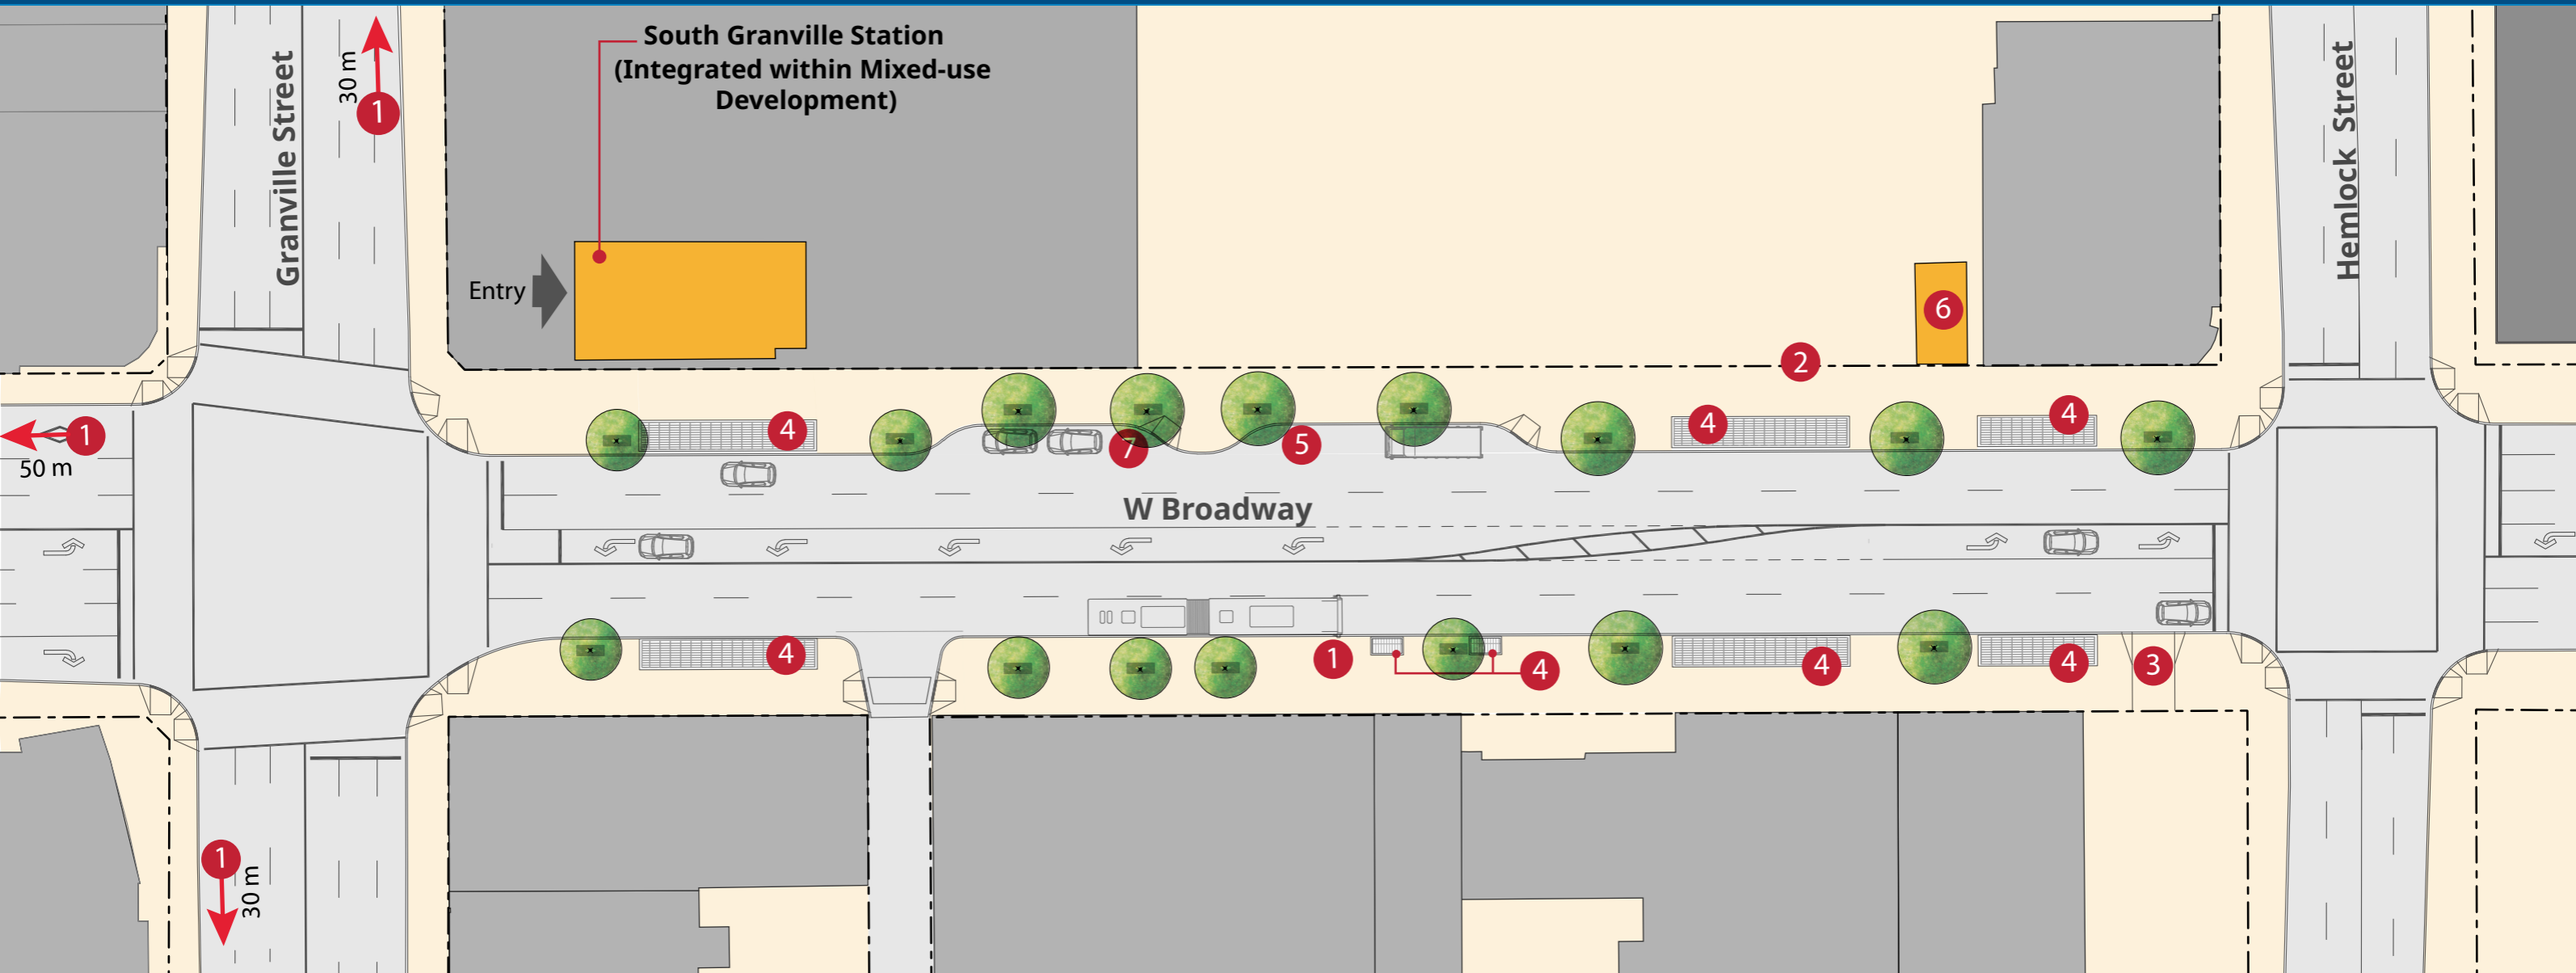 South Granville Station
(Integrated within Mixed-use
Development)
Granville Street
30 m
1
Hemlock Street
Entry
6
2
1
50 m
4
7
5
4
4
W Broadway
4
1
4
4
4
3
1
30 m